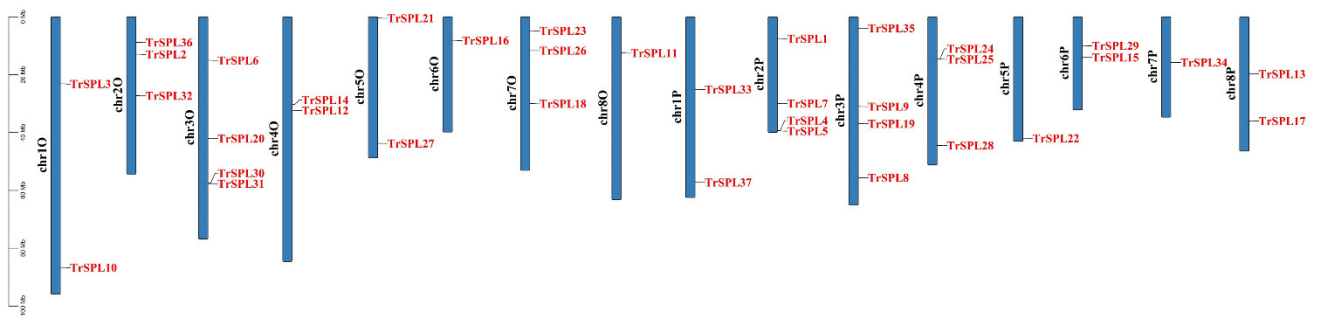 0 Mb
20 Mb
40 Mb
60 Mb
80 Mb
100 Mb
chr1O
TrSPL3
TrSPL10
chr2O
TrSPL36
TrSPL2
TrSPL32
chr3O
TrSPL6
TrSPL20
TrSPL30
TrSPL31
chr4O
TrSPL14
TrSPL12
chr5O
TrSPL21
TrSPL27
chr6O
TrSPL16
chr7O
TrSPL23
TrSPL26
TrSPL18
chr8O
TrSPL11
chr1P
TrSPL33
TrSPL37
chr2P
TrSPL1
TrSPL7
TrSPL4
TrSPL5
chr3P
TrSPL35
TrSPL9
TrSPL19
TrSPL8
chr4P
TrSPL24
TrSPL25
TrSPL28
chr5P
TrSPL22
chr6P
TrSPL29
TrSPL15
chr7P
TrSPL34
chr8P
TrSPL13
TrSPL17